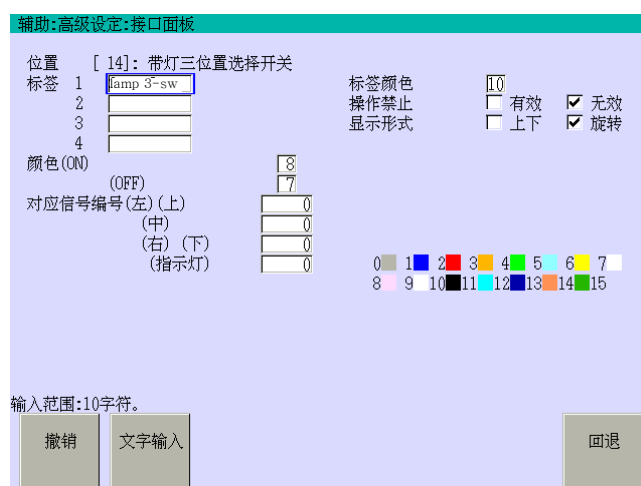 辅助:高级设定:接口面板
位置 [ 14]: 带灯三位置选择开关
标签 1 lamp 3-sw 标签颜色 10
2 操作禁止 有效 无效
3 显示形式 上下 旋转
4
颜色(ON) 8
(OFF) 7
对应信号编号(左)(上) 0
(中) 0
(右) (下) 0
(指示灯) 0
0 1 2 3 4 5 6 7
8 9 10 11 12 13 14 15
输入范围:10字符。
撤销 文字输入 回退